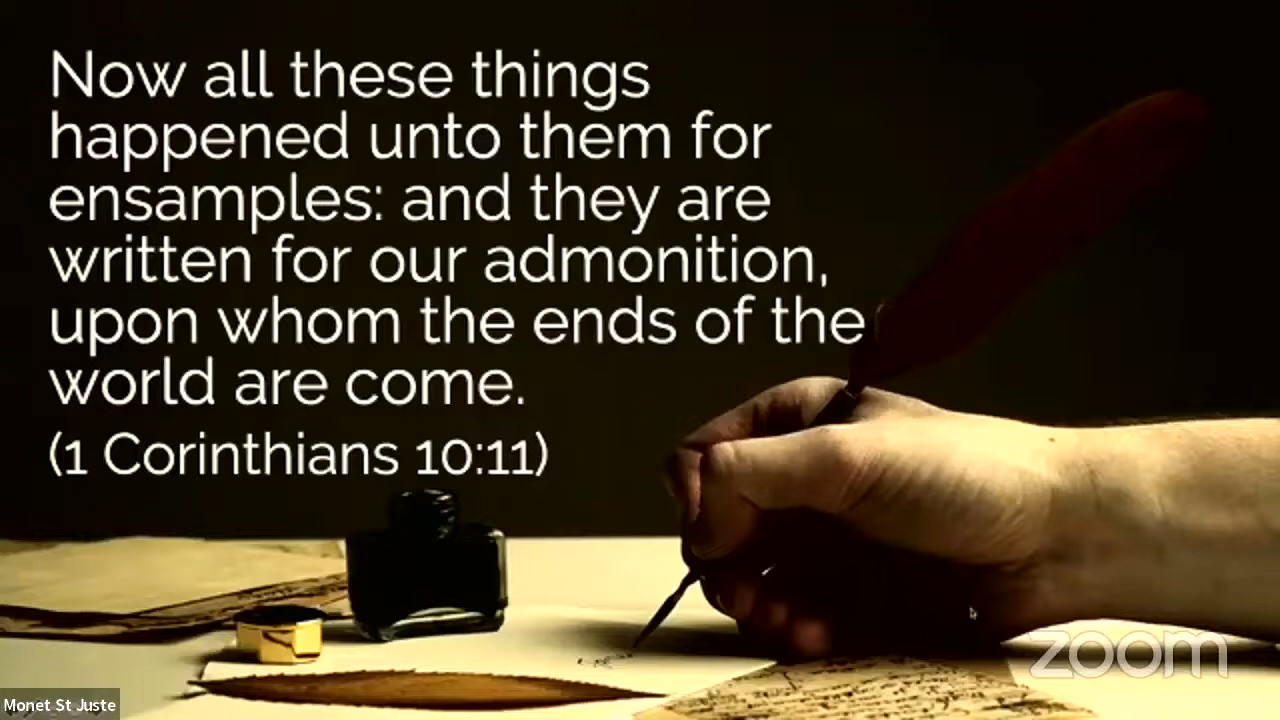 Now all these things
happened unto them for
ensamples: and they are
written for our admonition,
upon whom the ends of the
world are come.
(1 Corinthians 10:11)
zoom
Monet St Juste